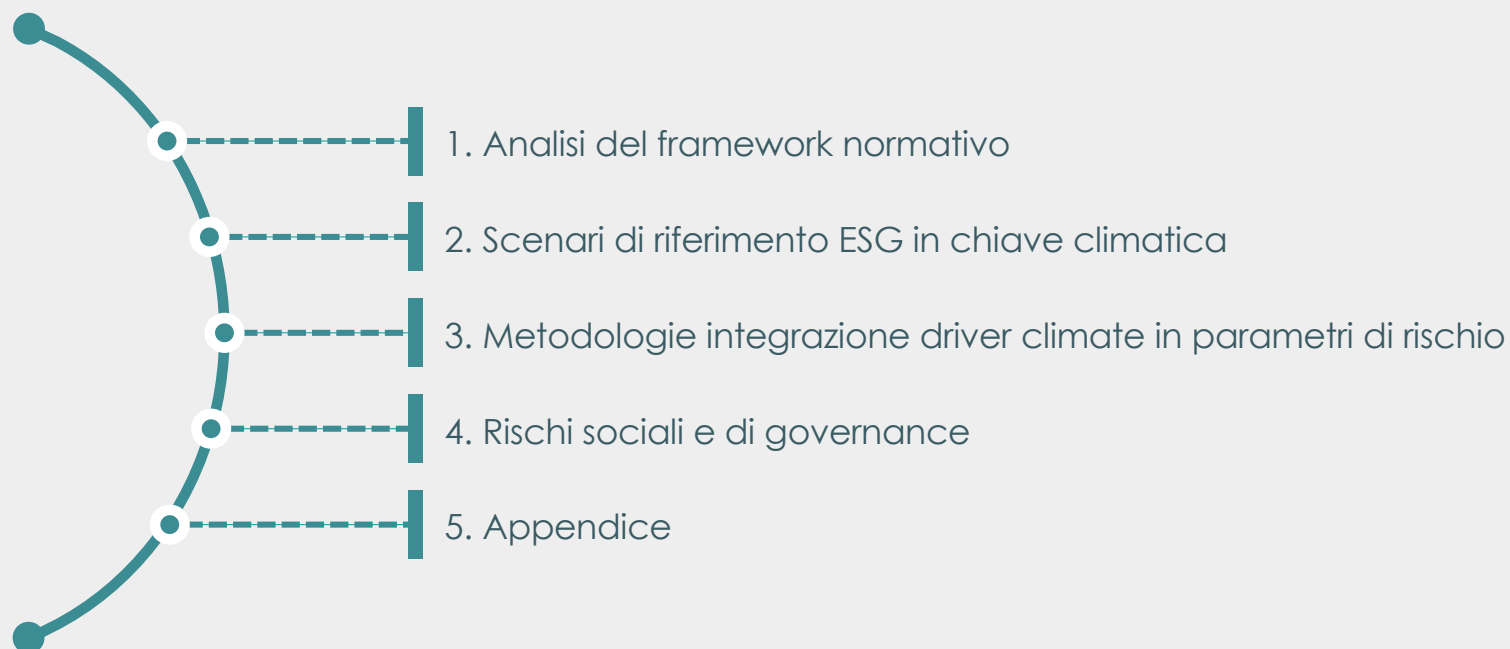 1. Analisi del framework normativo
2. Scenari di riferimento ESG in chiave climatica
3. Metodologie integrazione driver climate in parametri di rischio
4. Rischi sociali e di governance
5. Appendice